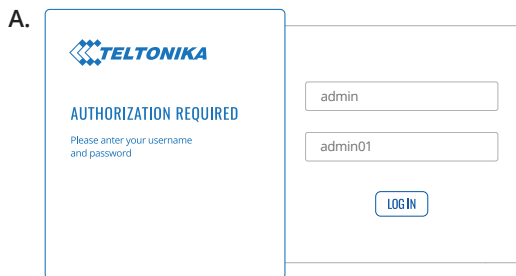 A.
TELTONIKA
AUTHORIZATION REQUIRED
Please anter your username
and password
admin
admin01
LOG IN